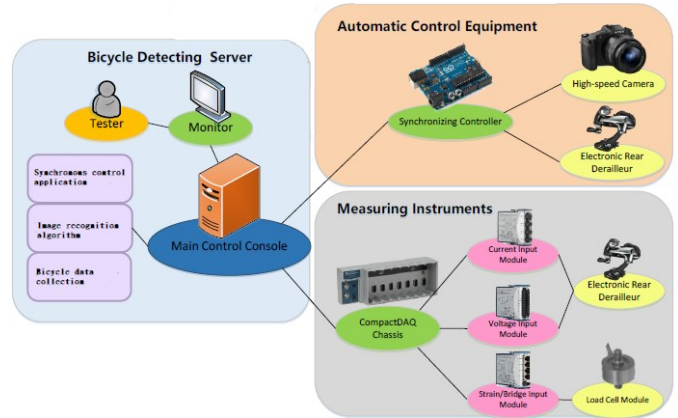 Bicycle Detecting Server
Tester
Monitor
Synchronous control
application
Image recognition
algorithm
Bicycle data
collection
Main Control Console
Automatic Control Equipment
High-speed Camera
Synchronizing Controller
Electronic Rear
Derailleur
Measuring Instruments
Current Input
Module
Electronic Rear
Derailleur
CompactDAQ
Chassis
Voltage Input
Module
Strain/Bridge Input
Module
Load Cell Module